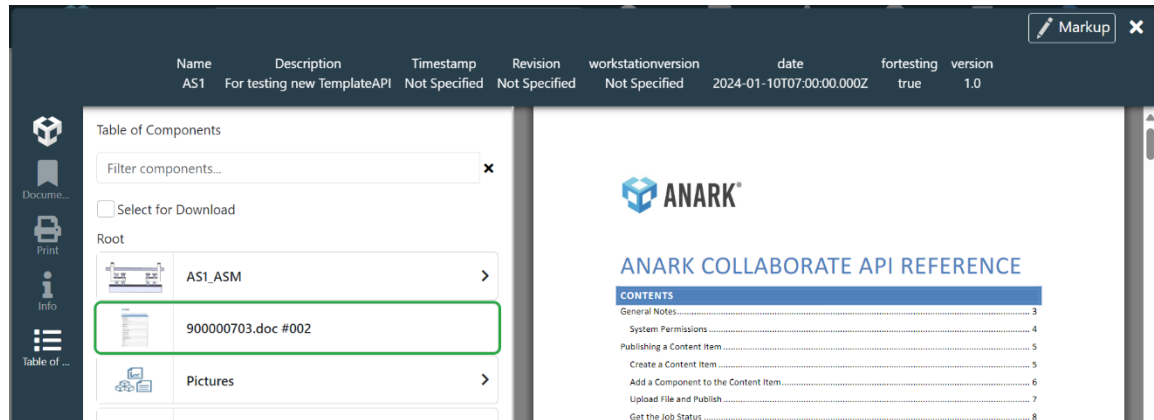 Markup
Name Description Timestamp Revision workstationversion date fortesting version
AS1 For testing new TemplateAPI Not Specified Not Specified Not Specified 2024-01-10T07:00:00.000Z true 1.0
Table of Components
Filter components...
Docume...
Select for Download
Print
Root
AS1_ASM
Info
900000703.doc #002
Table of ...
Pictures
ANARK®
ANARK COLLABORATE API REFERENCE
CONTENTS
General Notes 3
System Permissions 4
Publishing a Content Item 5
Create a Content Item 5
Add a Component to the Content Item 6
Upload File and Publish 7
Get the Job Status 8